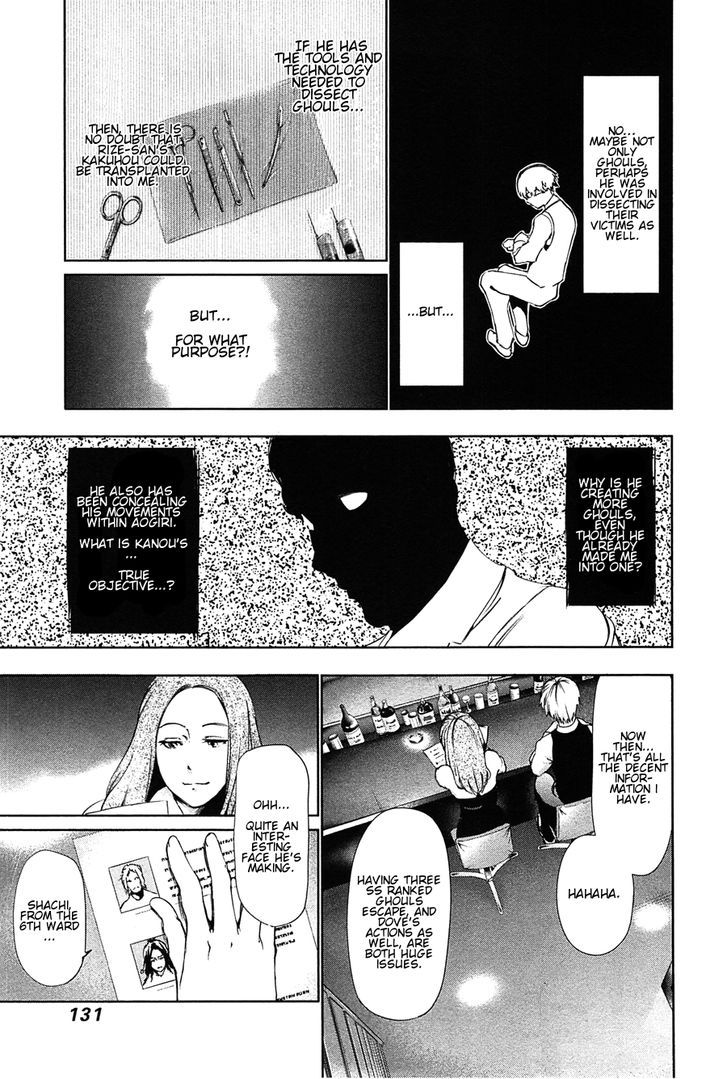 NO...
MAYBE NOT
ONLY
GHOULS,
PERHAPS
HE WAS
INVOLVED IN
DISSECTING
THEIR
VICTIMS AS
WELL.
...BUT...
IF HE HAS
THE TOOLS AND
TECHNOLOGY
NEEDED TO
DISSECT
GHOULS...
THEN, THERE IS
NO DOUBT THAT
RIZE-SAN'S
KAKUHOU COULD
BE TRANSPLANTED
INTO ME.
BUT...
FOR WHAT
PURPOSE?!
WHY IS HE
CREATING
MORE
GHOULS,
EVEN
THOUGH HE
ALREADY
MADE ME
INTO ONE?
HE ALSO HAS
BEEN CONCEALING
HIS MOVEMENTS
WITHIN AOGIRI.
WHAT IS KANOU'S
...
TRUE
OBJECTIVE...?
NOW
THEN...
THAT'S ALL
THE DECENT
INFOR-
MATION I
HAVE.
HAHAHA.
HAVING THREE
SS RANKED
GHOULS
ESCAPE, AND
DOVE'S
ACTIONS AS
WELL, ARE
BOTH HUGE
ISSUES.
OHH...
QUITE AN
INTER-
ESTING
FACE HE'S
MAKING.
SHACHI,
FROM THE
6TH WARD
...
131